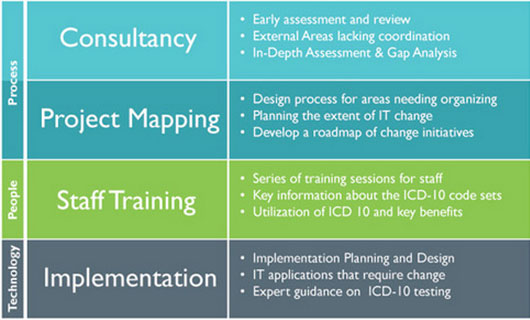 Process
Consultancy
• Early assessment and review
• External Areas lacking coordination
• In-Depth Assessment & Gap Analysis
Project Mapping
• Design process for areas needing organizing
• Planning the extent of IT change
• Develop a roadmap of change initiatives
People
Staff Training
• Series of training sessions for staff
• Key information about the ICD-10 code sets
• Utilization of ICD 10 and key benefits
Technology
Implementation
• Implementation Planning and Design
• IT applications that require change
• Expert guidance on ICD-10 testing